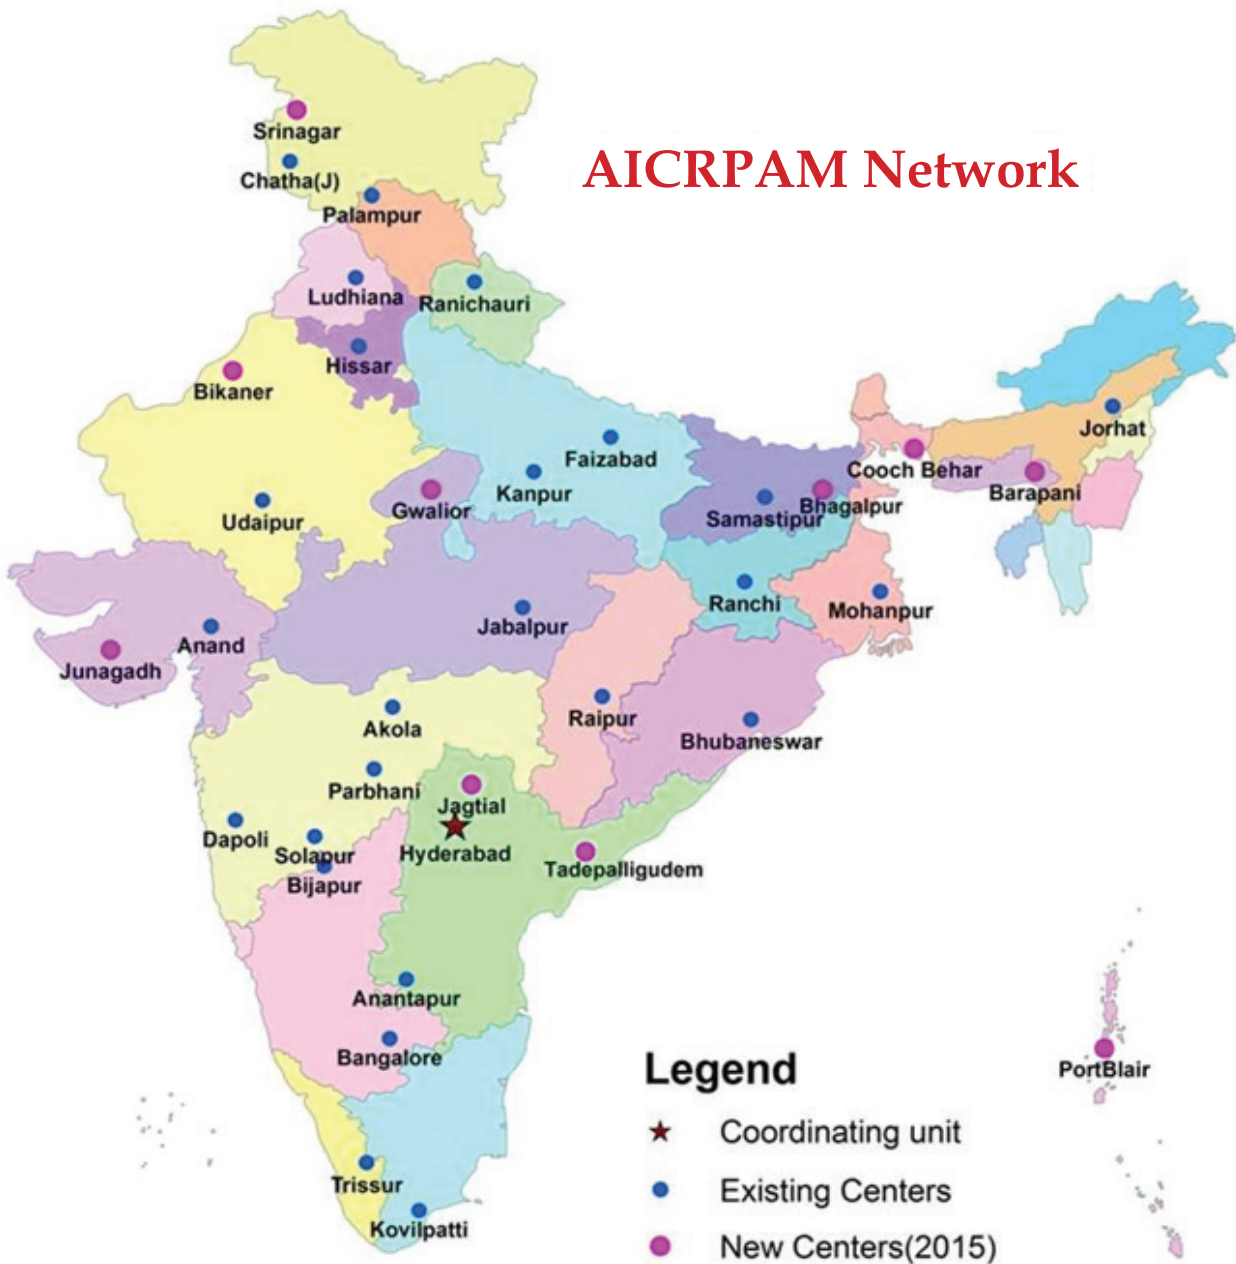 AICRPAM Network
Srinagar
Chatha(J)
Palampur
Ludhiana
Ranichauri
Hissar
Bikaner
Jorhat
Faizabad
Cooch Behar
Kanpur
Barapani
Gwalior
Bhagalpur
Samastipur
Udaipur
Ranchi
Mohanpur
Jabalpur
Anand
Junagadh
Raipur
Akola
Bhubaneswar
Parbhani
Jagtial
Dapoli
Solapur
Hyderabad
Tadepalligudem
Bijapur
Anantapur
Bangalore
PortBlair
Trissur
Kovilpatti
Legend
Coordinating unit
Existing Centers
New Centers(2015)